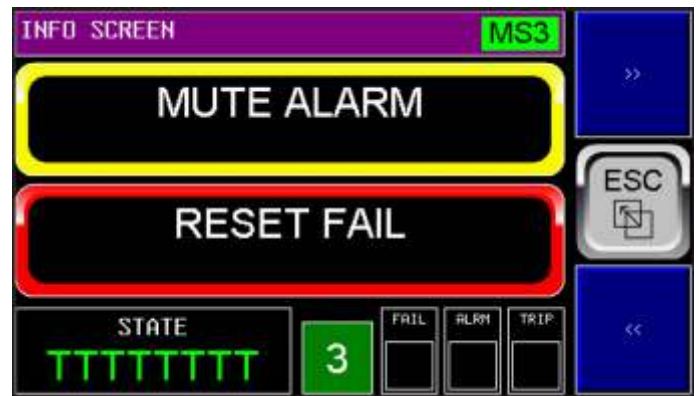 INFO SCREEN MS3
>>
MUTE ALARM
ESC
RESET FAIL
STATE
TTTTTTTT
3
FAIL ALRM TRIP
<<